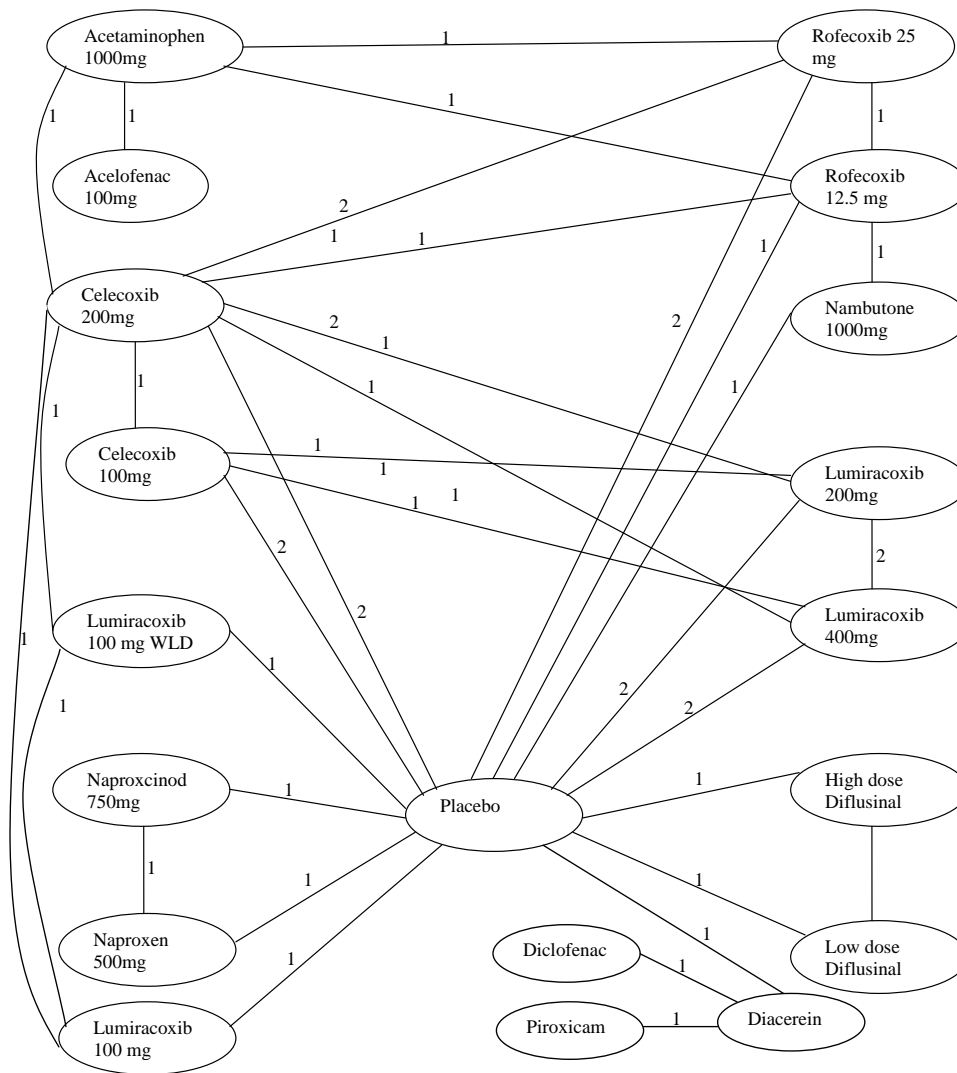 Acetaminophen
1000mg
1
Rofecoxib 25
mg
1
1
1
1
Acelofenac
100mg
Rofecoxib
12.5 mg
2
1
1
1
1
Celecoxib
200mg
Nambutone
1000mg
2
1
2
1
1
1
1
1
Celecoxib
100mg
1
1
1
1
Lumiracoxib
200mg
2
2
Lumiracoxib
100 mg WLD
2
Lumiracoxib
400mg
1
1
2
1
2
Naproxcinod
750mg
1
Placebo
1
High dose
Diflusinal
1
1
1
Naproxen
500mg
1
1
Diclofenac
1
Low dose
Diflusinal
Lumiracoxib
100 mg
Piroxicam
1
Diacerein